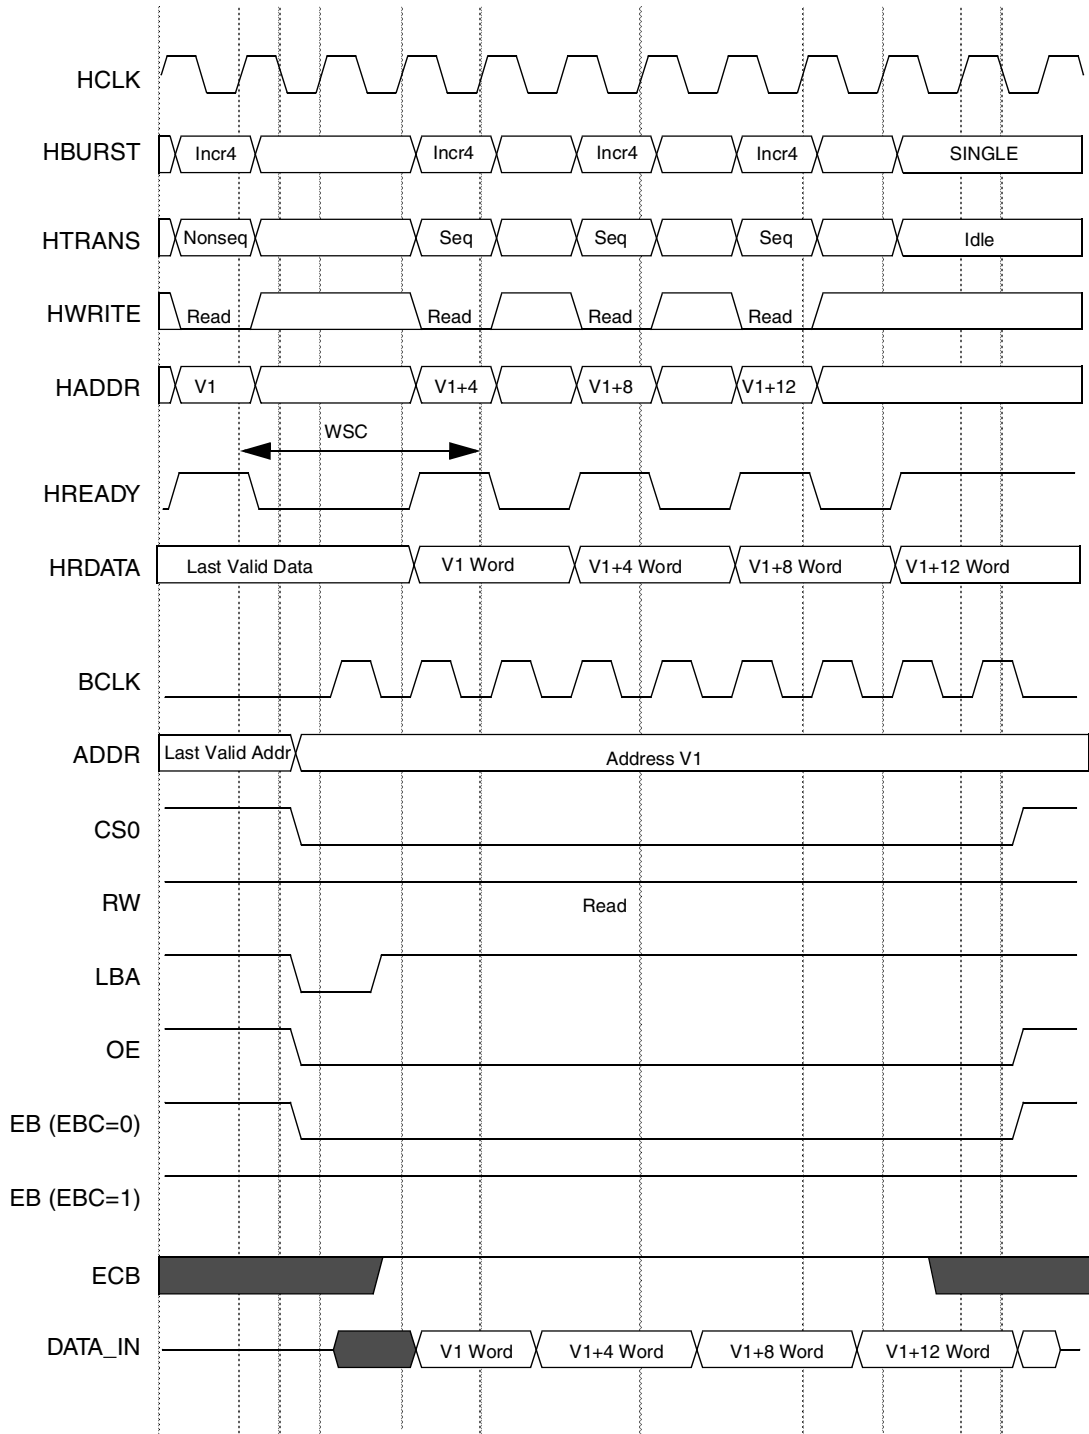 HCLK
HBURST Incr4 Incr4 Incr4 Incr4 SINGLE
HTRANS Nonseq Seq Seq Seq Idle
HWRITE Read Read Read Read
HADDR V1 V1+4 V1+8 V1+12
WSC
HREADY
HRDATA Last Valid Data V1 Word V1+4 Word V1+8 Word V1+12 Word
BCLK
ADDR Last Valid Addr Address V1
CS0
RW Read
LBA
OE
EB (EBC=0)
EB (EBC=1)
ECB
DATA_IN V1 Word V1+4 Word V1+8 Word V1+12 Word